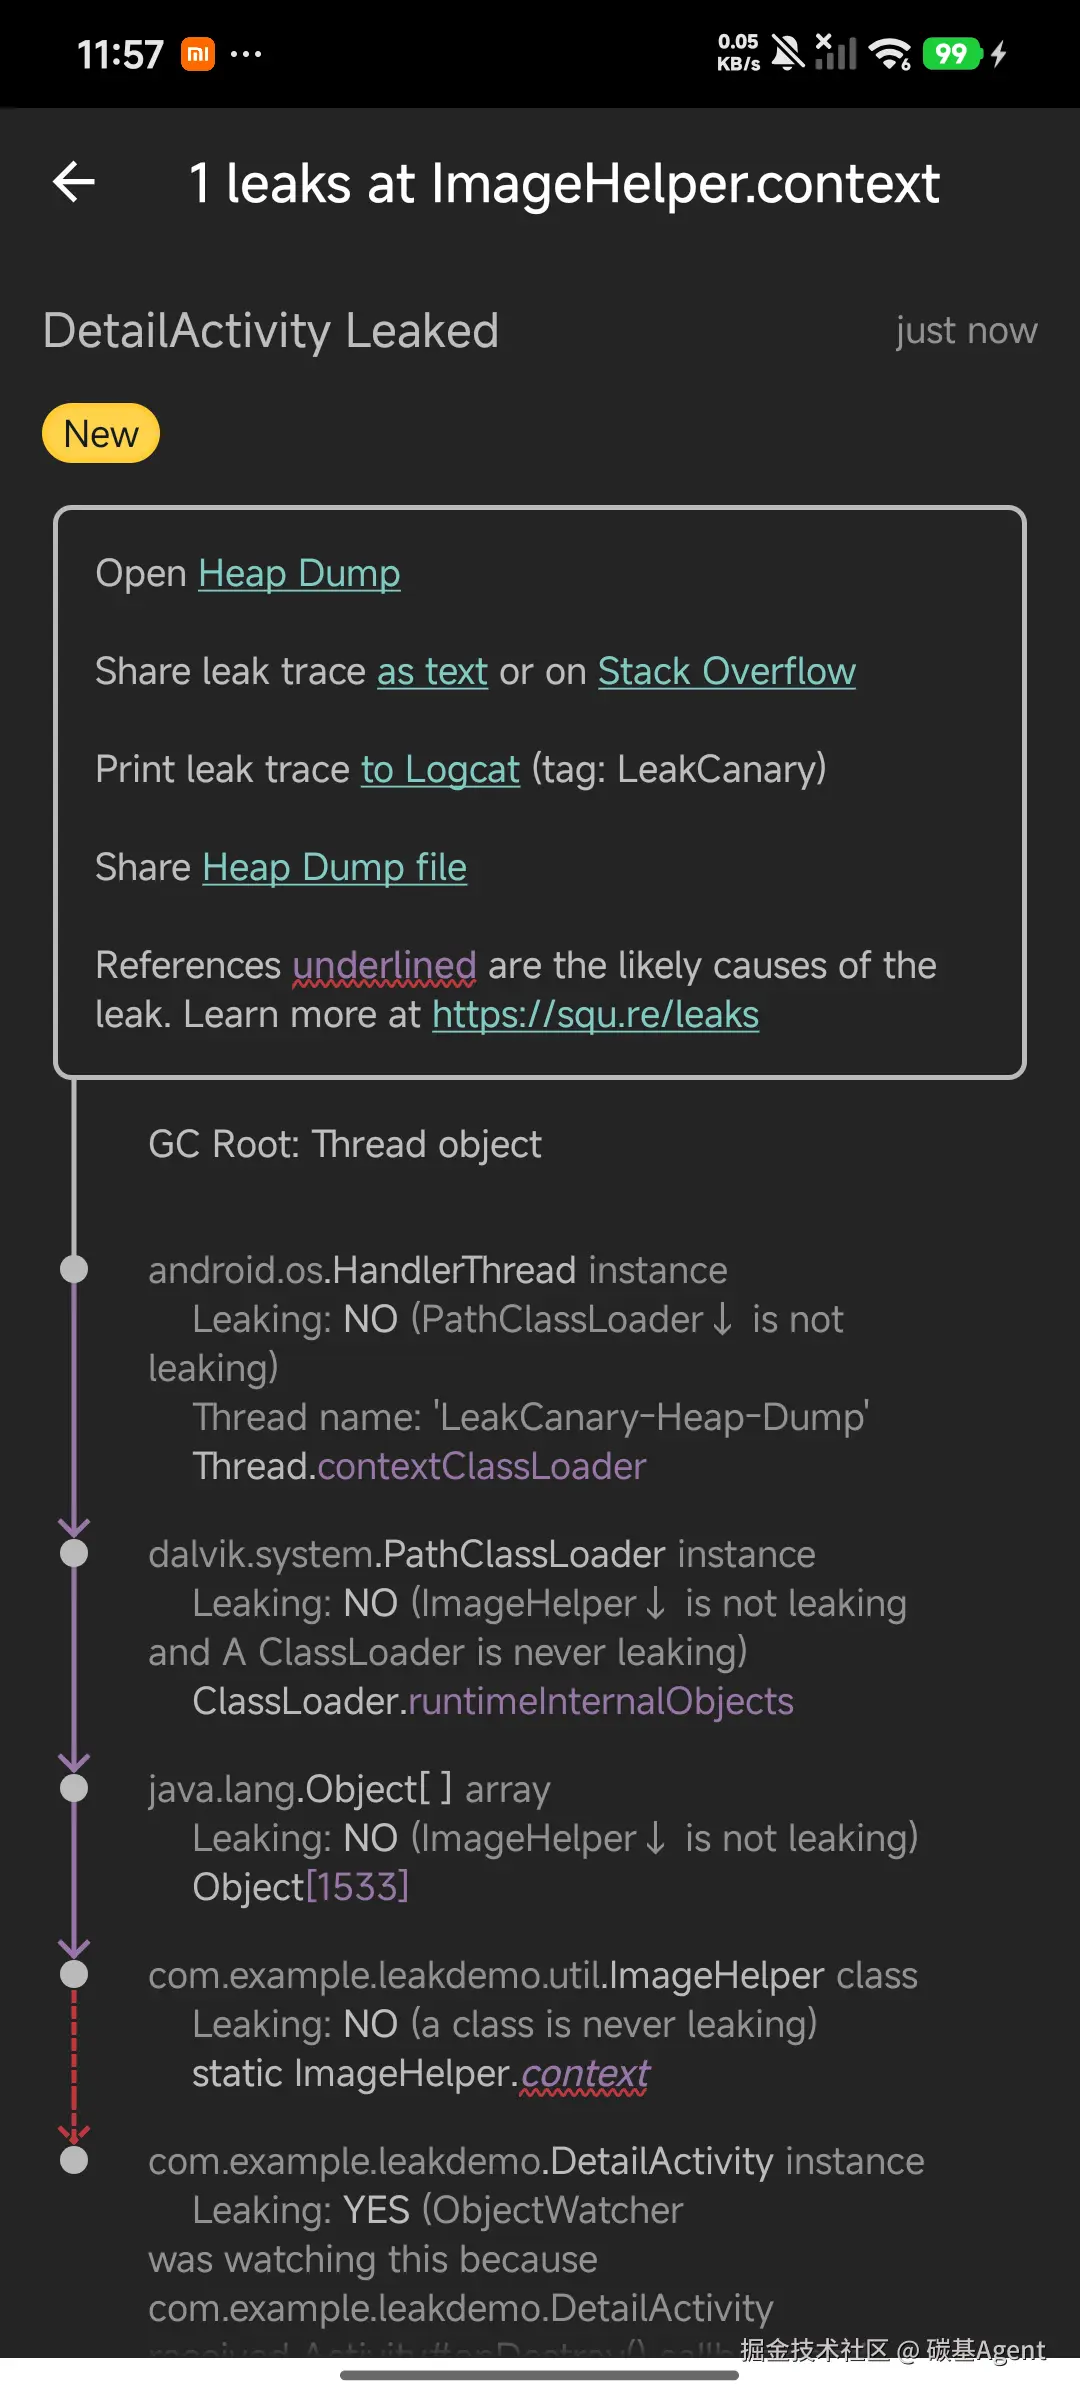 11:57 mi ... 0.05 KB/s 6 99
1 leaks at ImageHelper.context
DetailActivity Leaked just now
New
Open Heap Dump
Share leak trace as text or on Stack Overflow
Print leak trace to Logcat (tag: LeakCanary)
Share Heap Dump file
References underlined are the likely causes of the
leak. Learn more at https://squ.re/leaks
GC Root: Thread object
android.os.HandlerThread instance
Leaking: NO (PathClassLoader↓ is not
leaking)
Thread name: 'LeakCanary-Heap-Dump'
Thread.contextClassLoader
dalvik.system.PathClassLoader instance
Leaking: NO (ImageHelper↓ is not leaking
and A ClassLoader is never leaking)
ClassLoader.runtimeInternalObjects
java.lang.Object[] array
Leaking: NO (ImageHelper↓ is not leaking)
Object[1533]
com.example.leakdemo.util.ImageHelper class
Leaking: NO (a class is never leaking)
static ImageHelper.context
com.example.leakdemo.DetailActivity instance
Leaking: YES (ObjectWatcher
was watching this because
com.example.leakdemo.DetailActivity
received Activity#onDestroy()
掘金技术社区 @ 碳基Agent